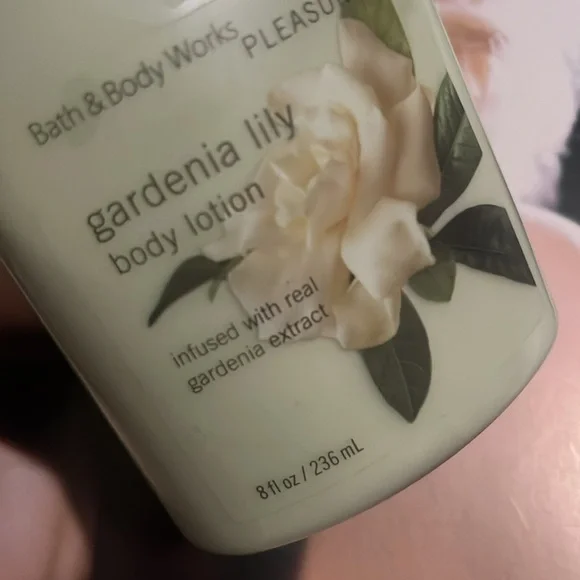 Bath & Body Works
gardenia lily
body lotion
infused with real
gardenia extract
8 fl oz / 236 mL